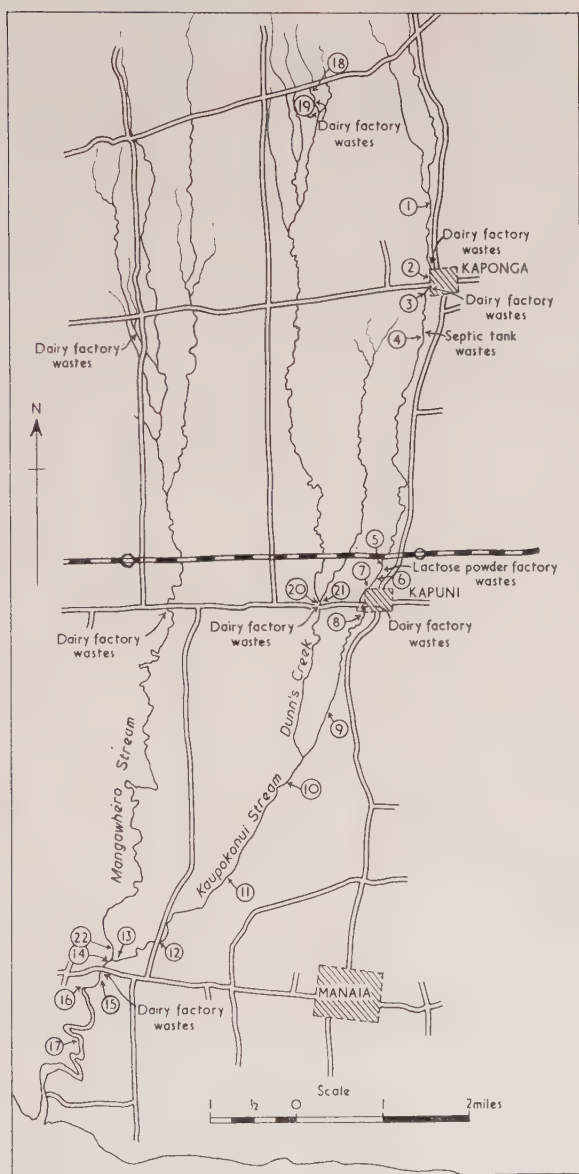 18
19
Dairy factory
wastes
1
Dairy factory
wastes
2
KAPONGA
3
Dairy factory
wastes
4
Septic tank
wastes
Dairy factory
wastes
N
5
Lactose powder factory
wastes
7
6
KAPUNI
20
21
Dairy factory
wastes
Dairy factory
wastes
8
Dairy factory
wastes
Dunn's Creek
9
Mangawhero Stream
10
Kaupokonui Stream
11
22
13
14
12
16
15
Dairy factory
wastes
MANAIA
17
Scale
1 ½ 0 1 2miles